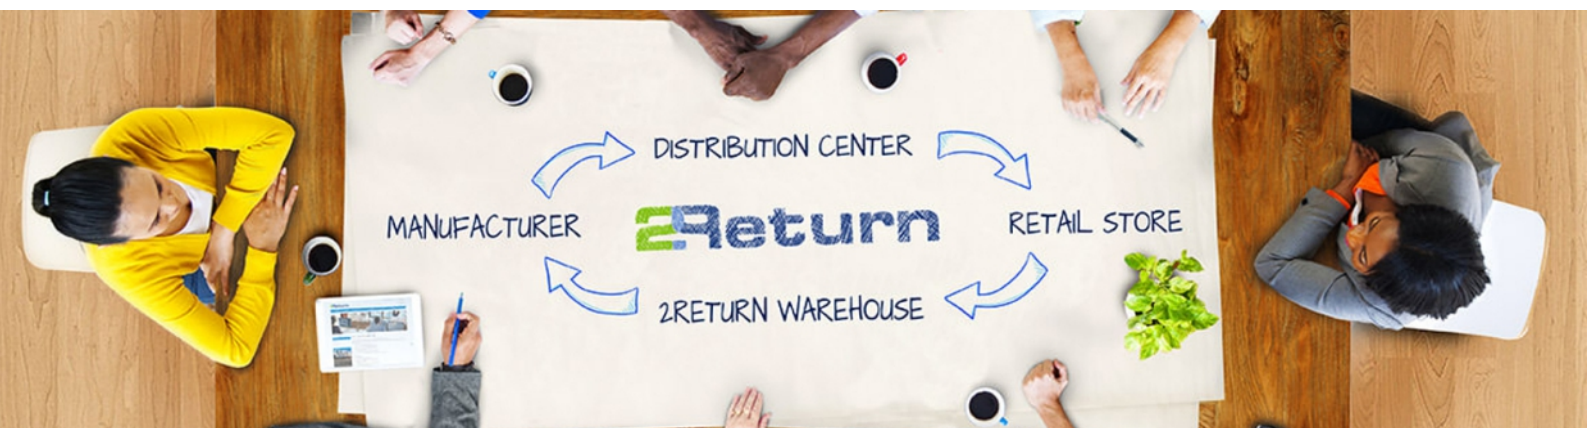 DISTRIBUTION CENTER
MANUFACTURER
2Return
RETAIL STORE
2RETURN WAREHOUSE